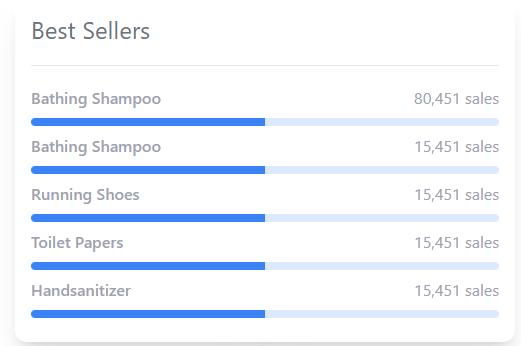 Best Sellers
Bathing Shampoo 80,451 sales
Bathing Shampoo 15,451 sales
Running Shoes 15,451 sales
Toilet Papers 15,451 sales
Handsanitizer 15,451 sales